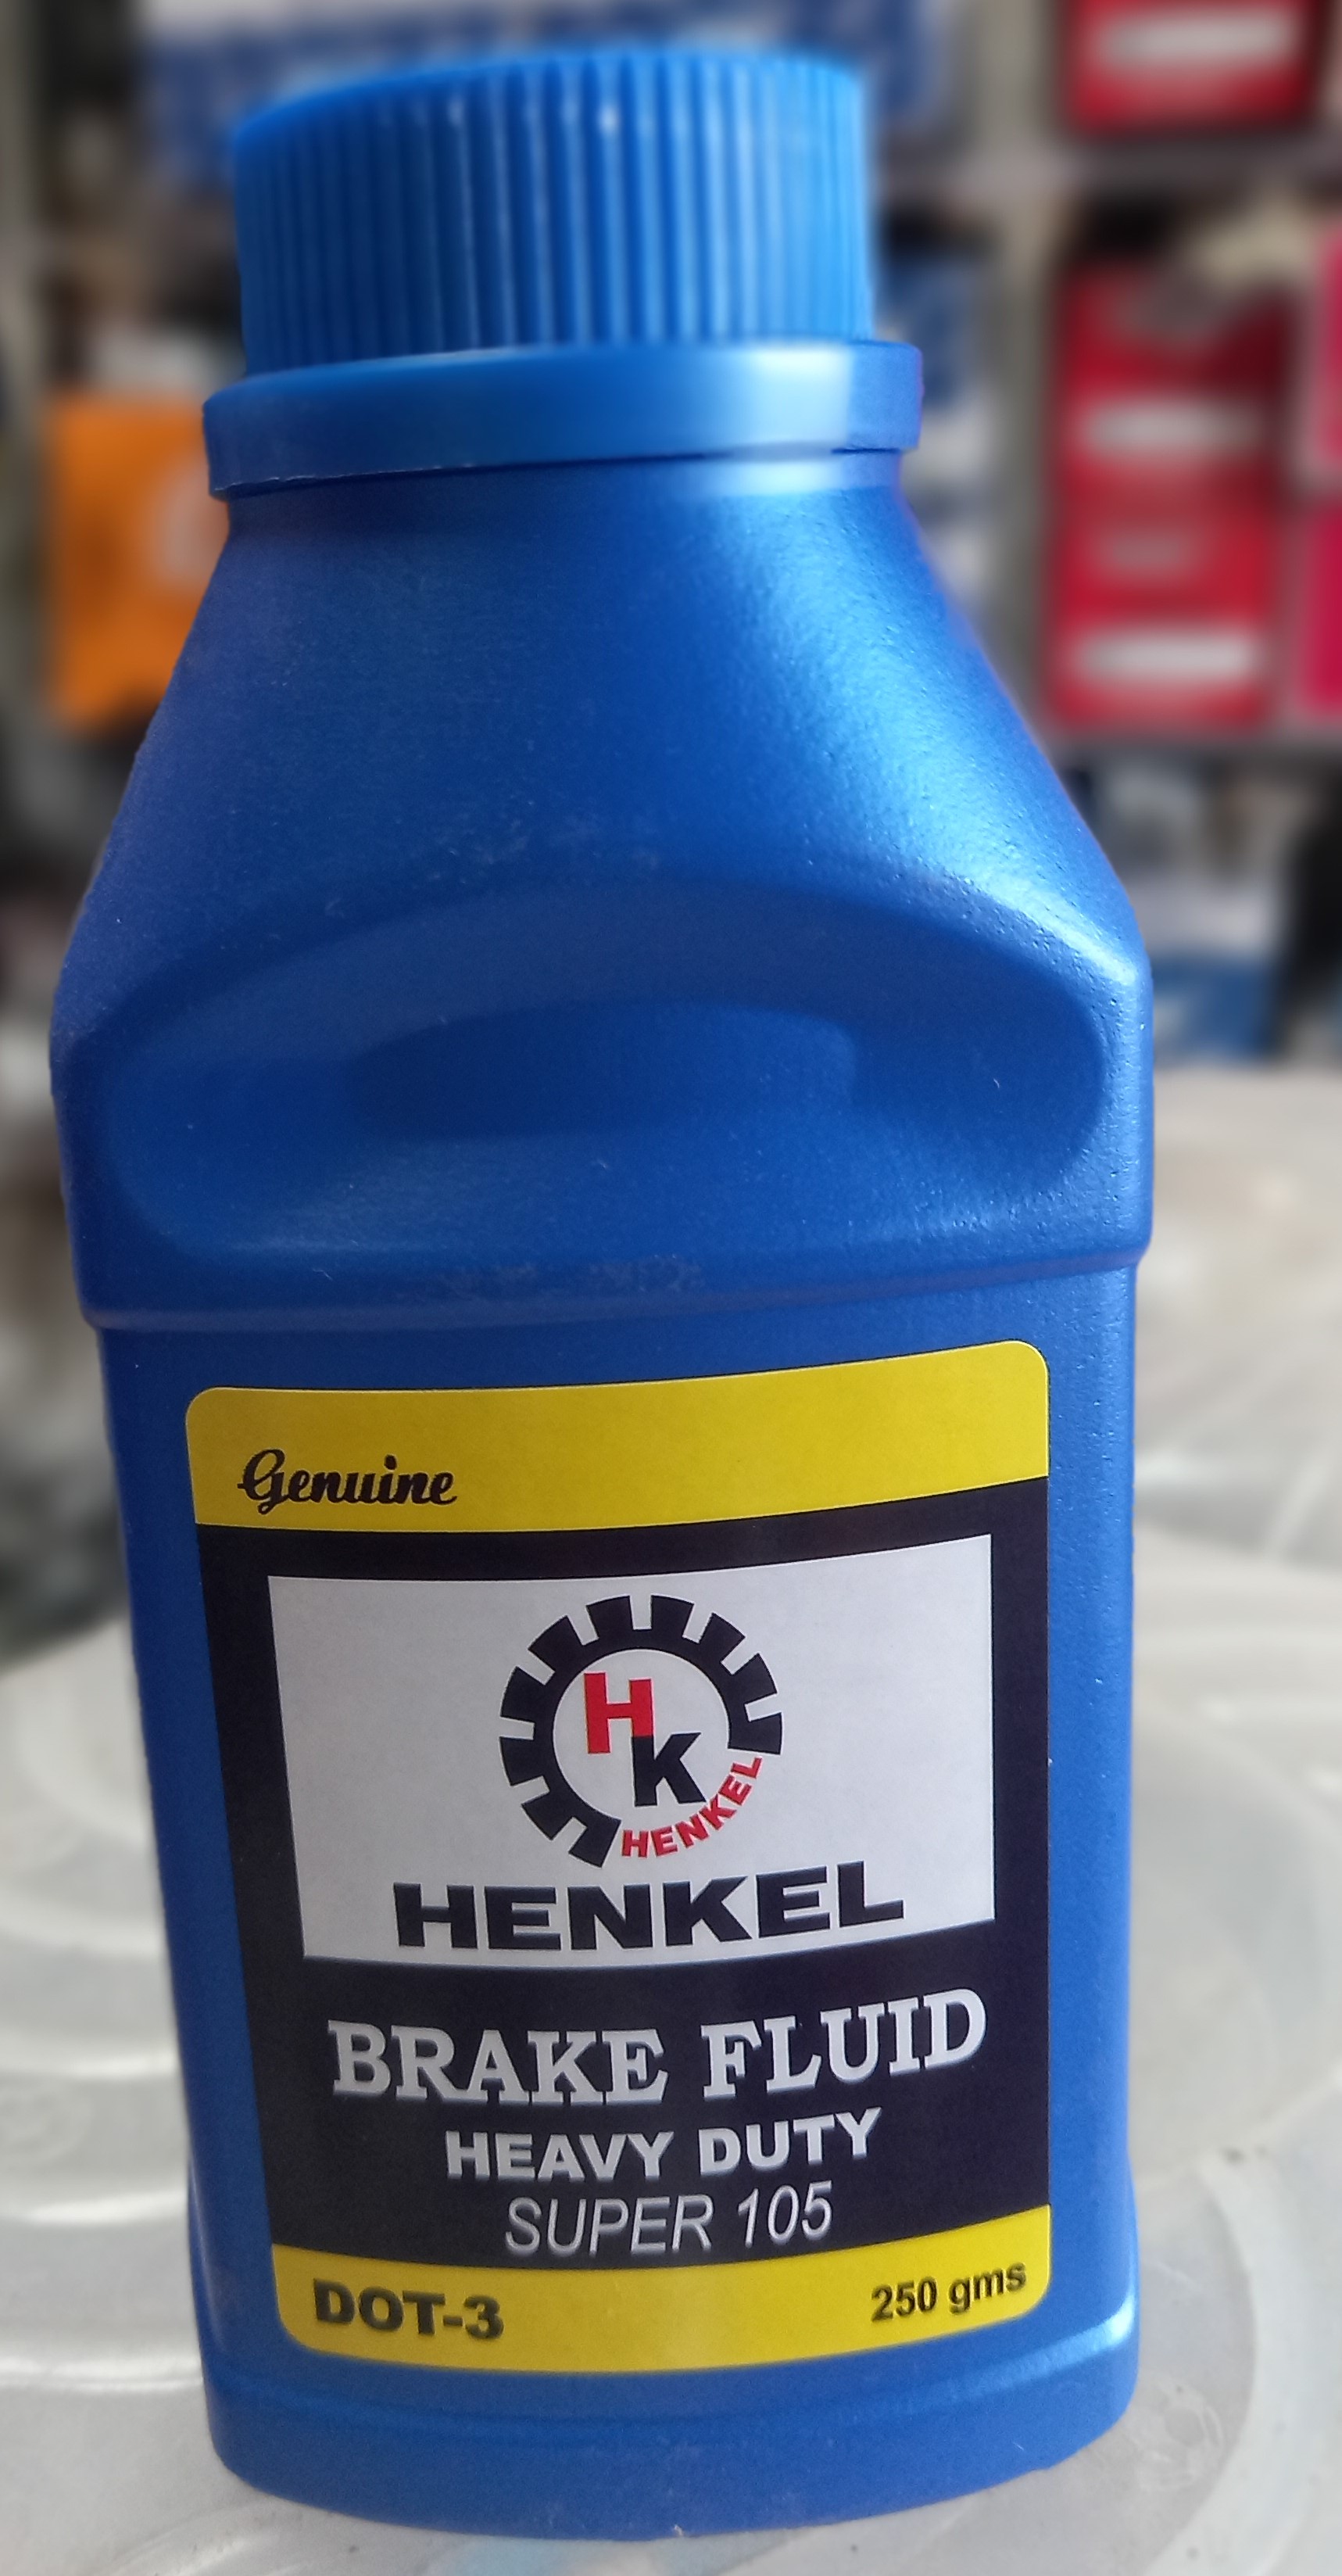 Genuine
HK
HENKEL
HENKEL
BRAKE FLUID
HEAVY DUTY
SUPER 105
DOT-3
250 gms